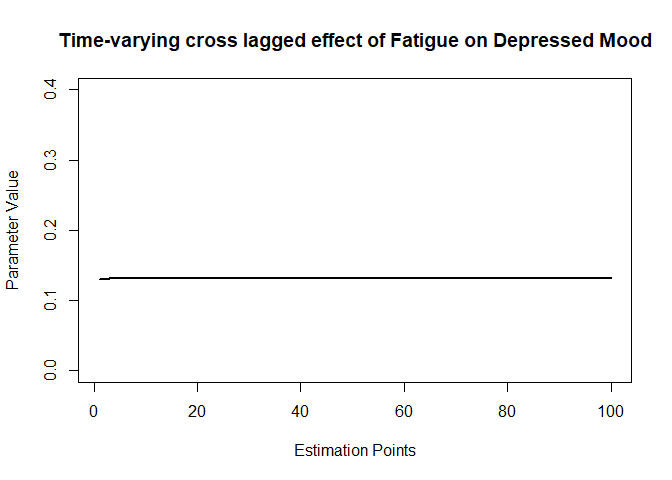 Time-varying cross lagged effect of Fatigue on Depressed Mood
Parameter Value
0.4
0.3
0.2
0.1
0.0
0 20 40 60 80 100
Estimation Points